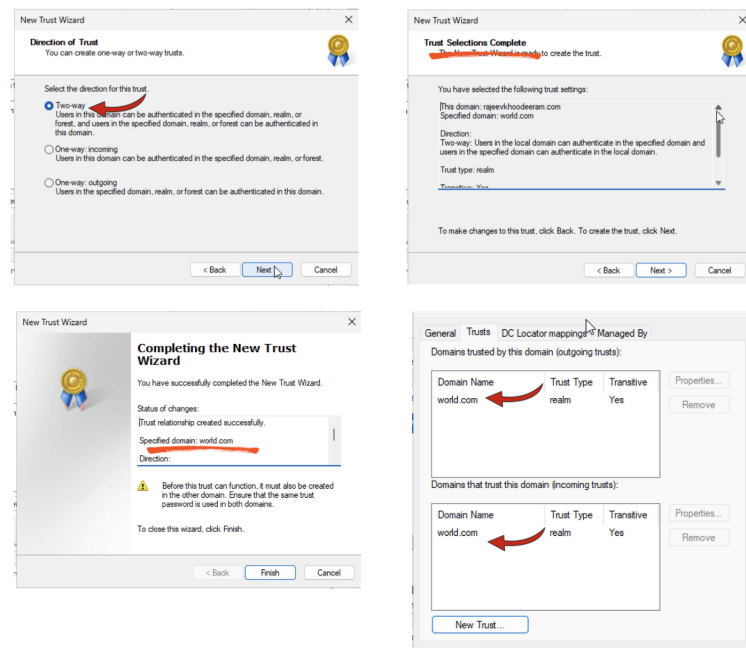 New Trust Wizard
Direction of Trust
You can create one-way or two-way trusts.
Select the direction for this trust.
Two-way
Users in this domain can be authenticated in the specified domain, realm, or
forest, and users in the specified domain, realm, or forest can be authenticated in
this domain.
One-way: incoming
Users in this domain can be authenticated in the specified domain, realm, or forest.
One-way: outgoing
Users in the specified domain, realm, or forest can be authenticated in this domain.
< Back
Next
Cancel
New Trust Wizard
Trust Selections Complete
The New Trust Wizard is ready to create the trust.
You have selected the following trust settings:
This domain: rajeevkhoodeeram.com
Specified domain: world.com
Direction:
Two-way: Users in the local domain can authenticate in the specified domain and
users in the specified domain can authenticate in the local domain.
Trust type: realm
Transitive: Yes
To make changes to this trust, click Back. To create the trust, click Next.
< Back
Next >
Cancel
New Trust Wizard
Completing the New Trust
Wizard
You have successfully completed the New Trust Wizard.
Status of changes:
Trust relationship created successfully.
Specified domain: world.com
Direction:
Before this trust can function, it must also be created
in the other domain. Ensure that the same trust
password is used in both domains.
To close this wizard, click Finish.
< Back
Finish
Cancel
General Trusts DC Locator mappings Managed By
Domains trusted by this domain (outgoing trusts):
Domain Name Trust Type Transitive
world.com realm Yes
Properties...
Remove
Domains that trust this domain (incoming trusts):
Domain Name Trust Type Transitive
world.com realm Yes
Properties...
Remove
New Trust...